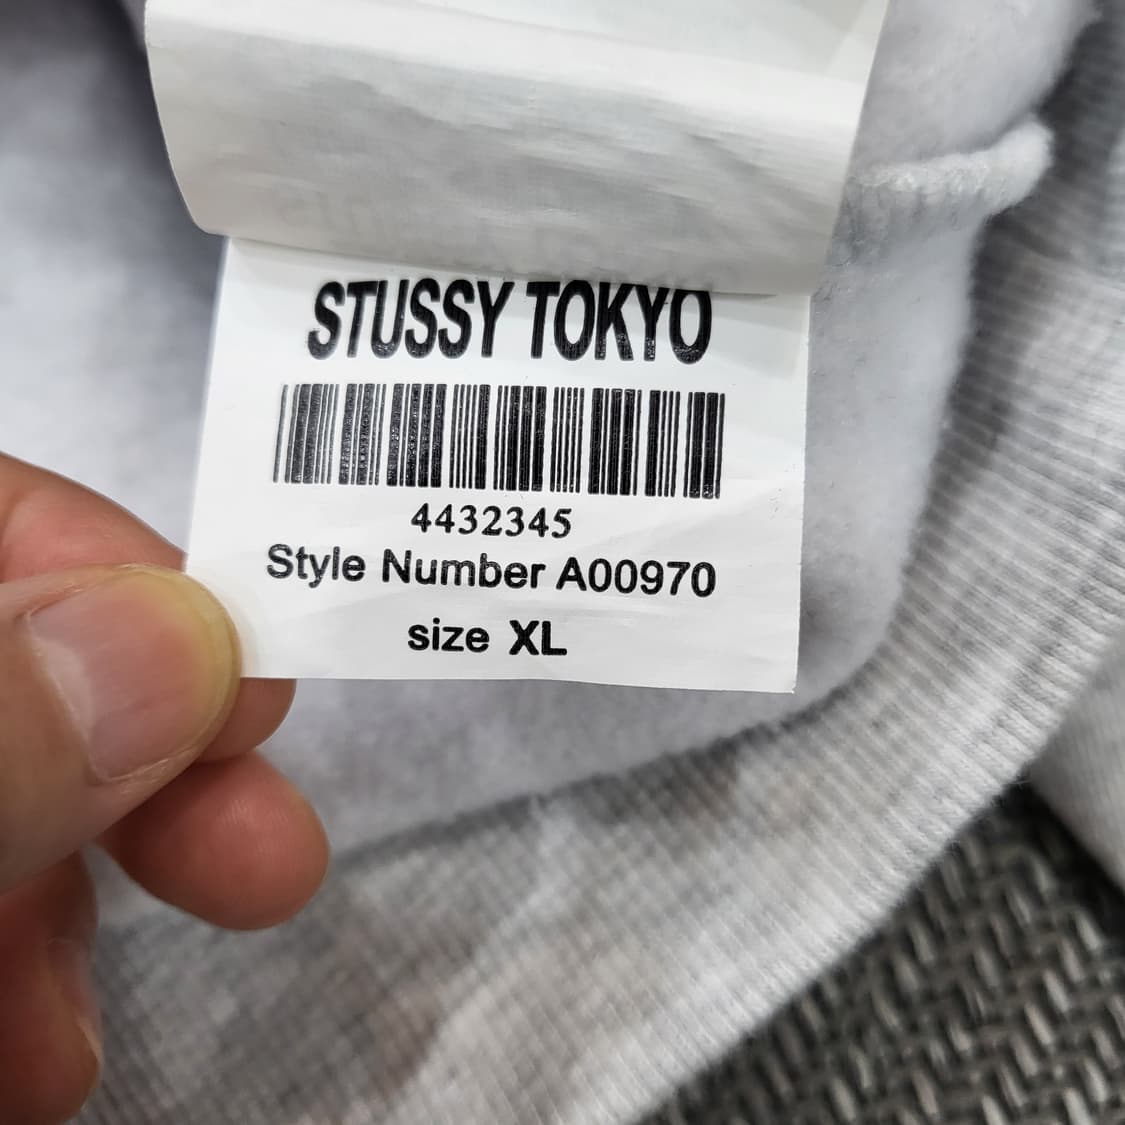 STUSSY TOKYO
4432345
Style Number A00970
size XL